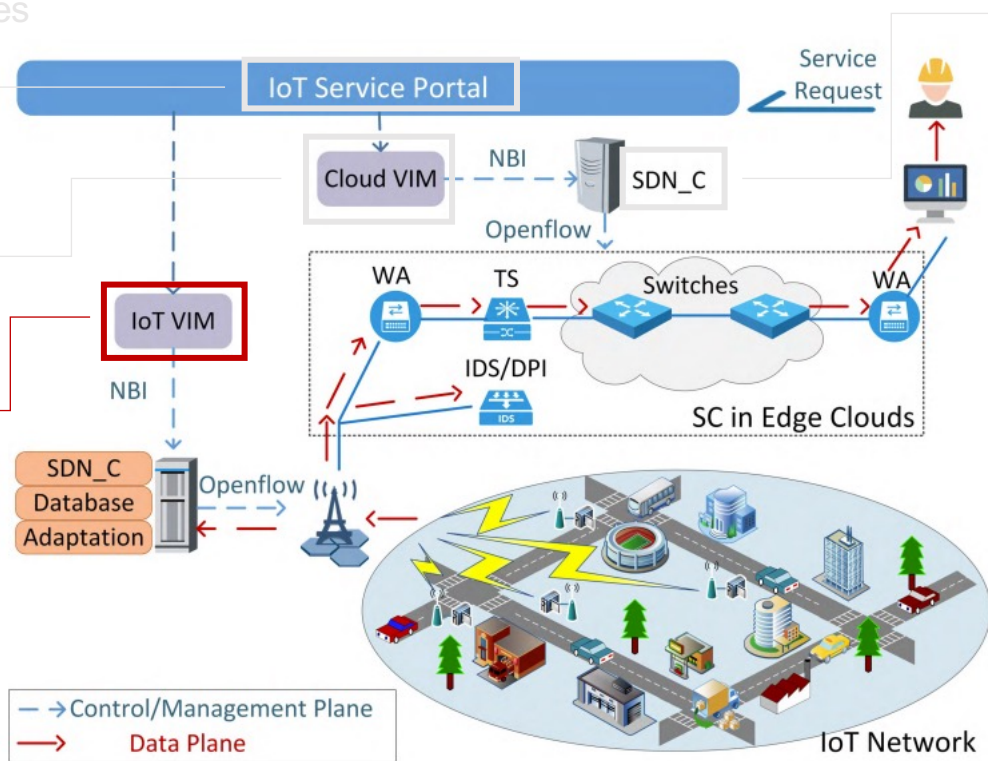 es
Service
Request
IoT Service Portal
Cloud VIM
NBI
SDN_C
Openflow
WA
TS
Switches
WA
IoT VIM
IDS/DPI
IDS
NBI
SC in Edge Clouds
SDN_C
Database
Adaptation
Openflow
Control/Management Plane
Data Plane
IoT Network